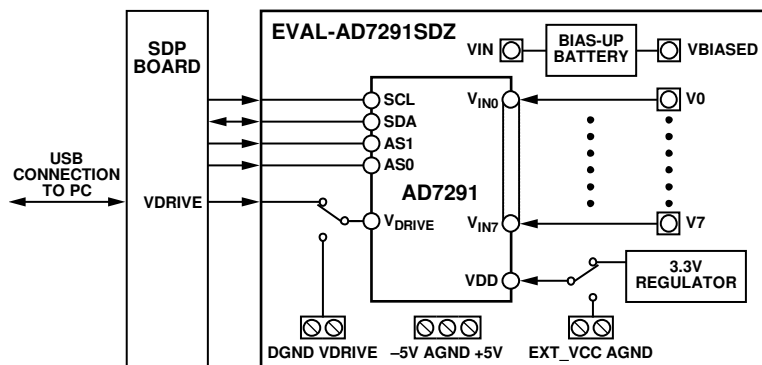 SDP
BOARD
EVAL-AD7291SDZ
VIN
BIAS-UP
BATTERY
VBIASED
SCL
SDA
AS1
AS0
VIN0
V0
USB
CONNECTION
TO PC
VDRIVE
AD7291
VDRIVE
VIN7
V7
VDD
3.3V
REGULATOR
DGND VDRIVE
–5V AGND +5V
EXT_VCC AGND